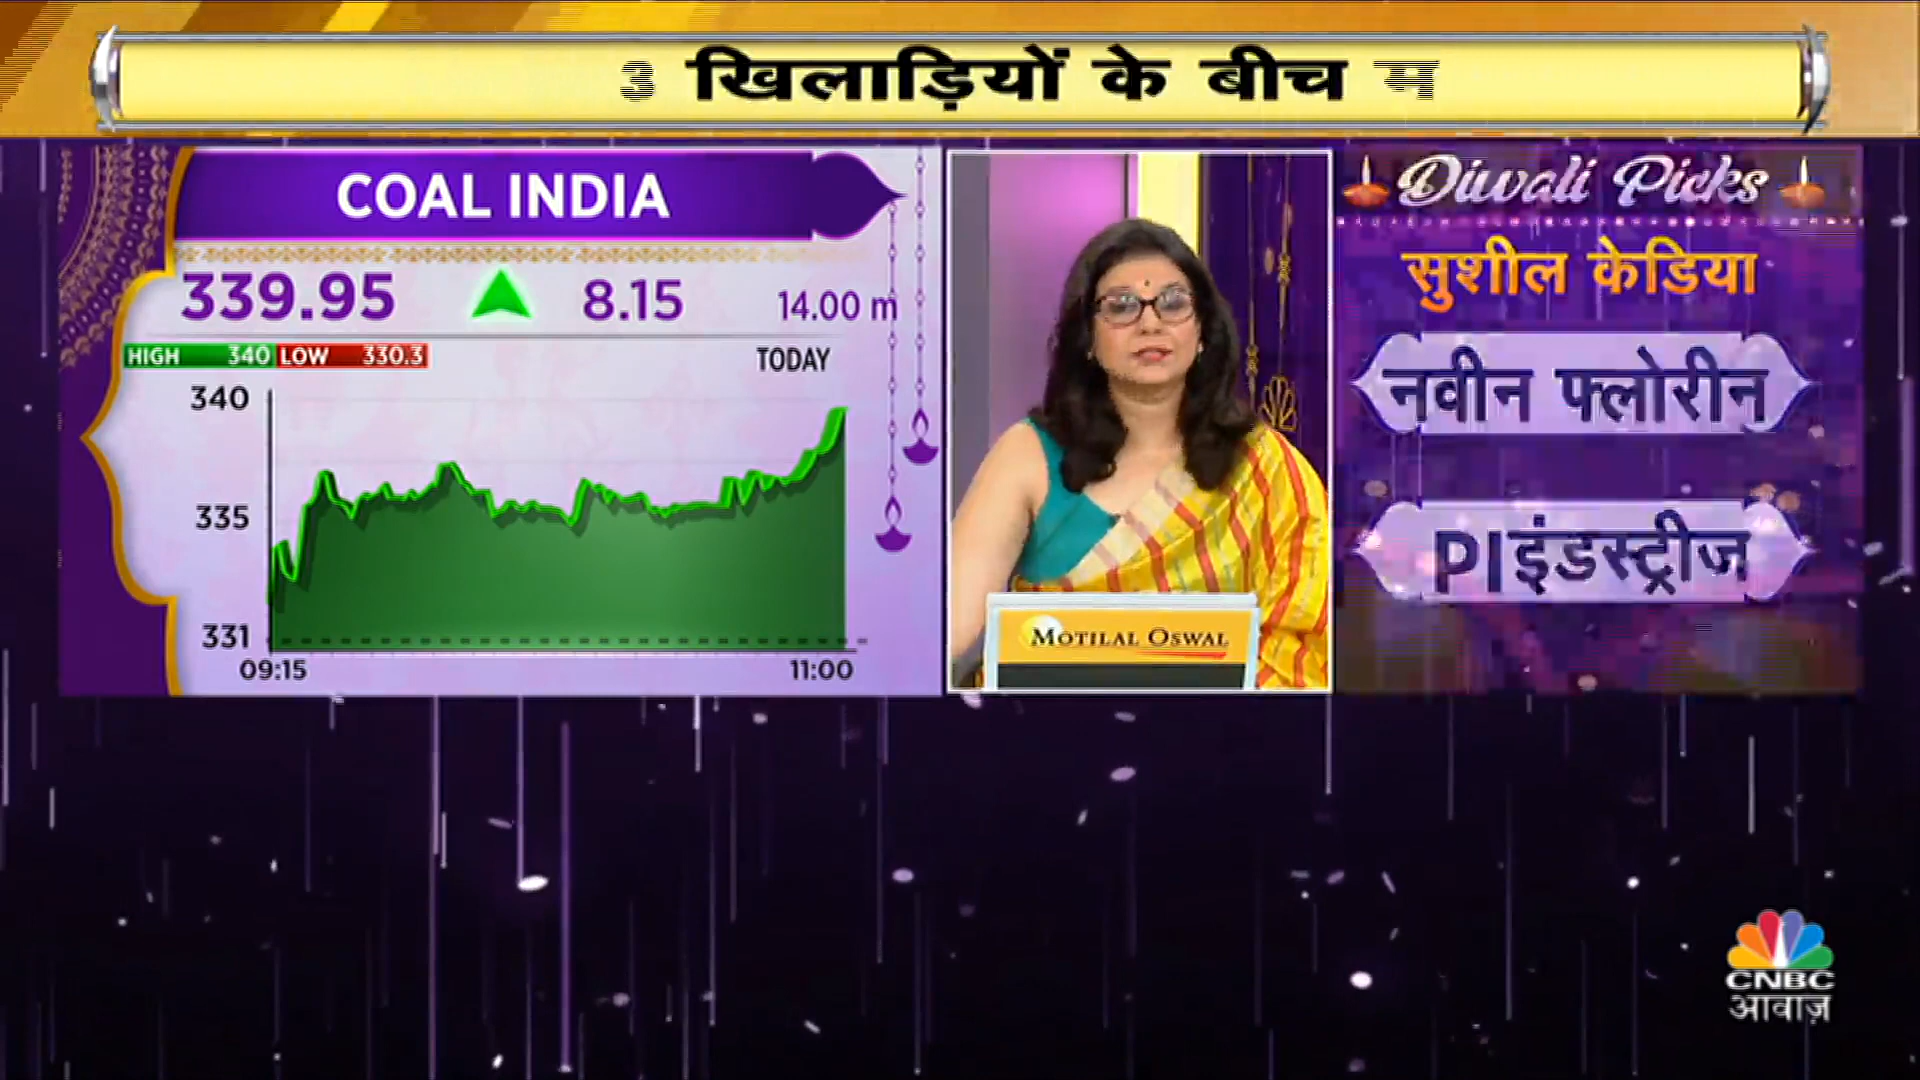 3 खिलाड़ियों के बीच म
COAL INDIA
339.95 8.15 14.00 m
HIGH 340 LOW 330.3 TODAY
340
335
331
09:15 11:00
MOTILAL OSWAL
Diwali Picks
सुशील केडिया
नवीन फ्लोरीन
PI इंडस्ट्रीज
CNBC
आवाज़